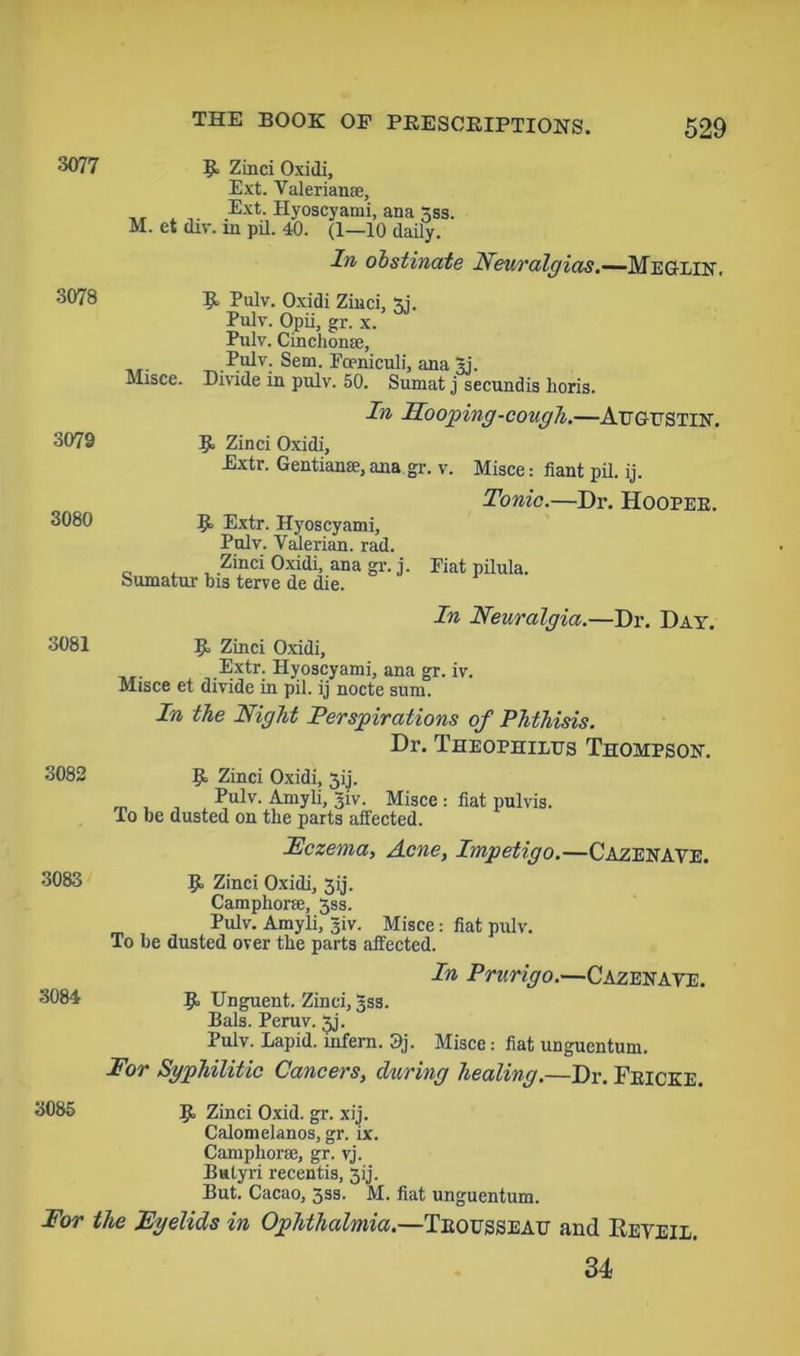 THE BOOK OF PRESCRIPTIONS. 529
3077 ℞ Zinci Oxidi,
Ext. Valerianæ,
Ext. Hyoscyami, ana ʒss.
M. et div. in pil. 40. (1—10 daily.
In obstinate Neuralgias.—MEGLIN.
3078 ℞ Pulv. Oxidi Zinci, ʒj.
Pulv. Opii, gr. x.
Pulv. Cinchonæ,
Pulv. Sem. Fœniculi, ana ℥j.
Misce. Divide in pulv. 50. Sumat j secundis horis.
In Hooping-cough.—AUGUSTIN.
3079 ℞ Zinci Oxidi,
Extr. Gentianæ, ana gr. v. Misce: fiant pil. ij.
Tonic.—Dr. HOOPER.
3080 ℞ Extr. Hyoscyami,
Pulv. Valerian. rad.
Zinci Oxidi, ana gr. j. Fiat pilula.
Sumatur bis terve de die.
In Neuralgia.—Dr. DAY.
3081 ℞ Zinci Oxidi,
Extr. Hyoscyami, ana gr. iv.
Misce et divide in pil. ij nocte sum.
In the Night Perspirations of Phthisis.
Dr. THEOPHILUS THOMPSON.
3082 ℞ Zinci Oxidi, ʒij.
Pulv. Amyli, ℥iv. Misce : fiat pulvis.
To be dusted on the parts affected.
Eczema, Acne, Impetigo.—CAZENAVE.
3083 ℞ Zinci Oxidi, ʒij.
Camphoræ, ʒss.
Pulv. Amyli, ℥iv. Misce: fiat pulv.
To be dusted over the parts affected.
In Prurigo.—CAZENAVE.
3084 ℞ Unguent. Zinci, ℥ss.
Bals. Peruv. ʒj.
Pulv. Lapid. infern. ℈j. Misce: fiat unguentum.
For Syphilitic Cancers, during healing.—Dr. FRICKE.
3085 ℞ Zinci Oxid. gr. xij.
Calomelanos, gr. ix.
Camphoræ, gr. vj.
Butyri recentis, ʒij.
But. Cacao, ʒss. M. fiat unguentum.
For the Eyelids in Ophthalmia.—TROUSSEAU and REVEIL.
34